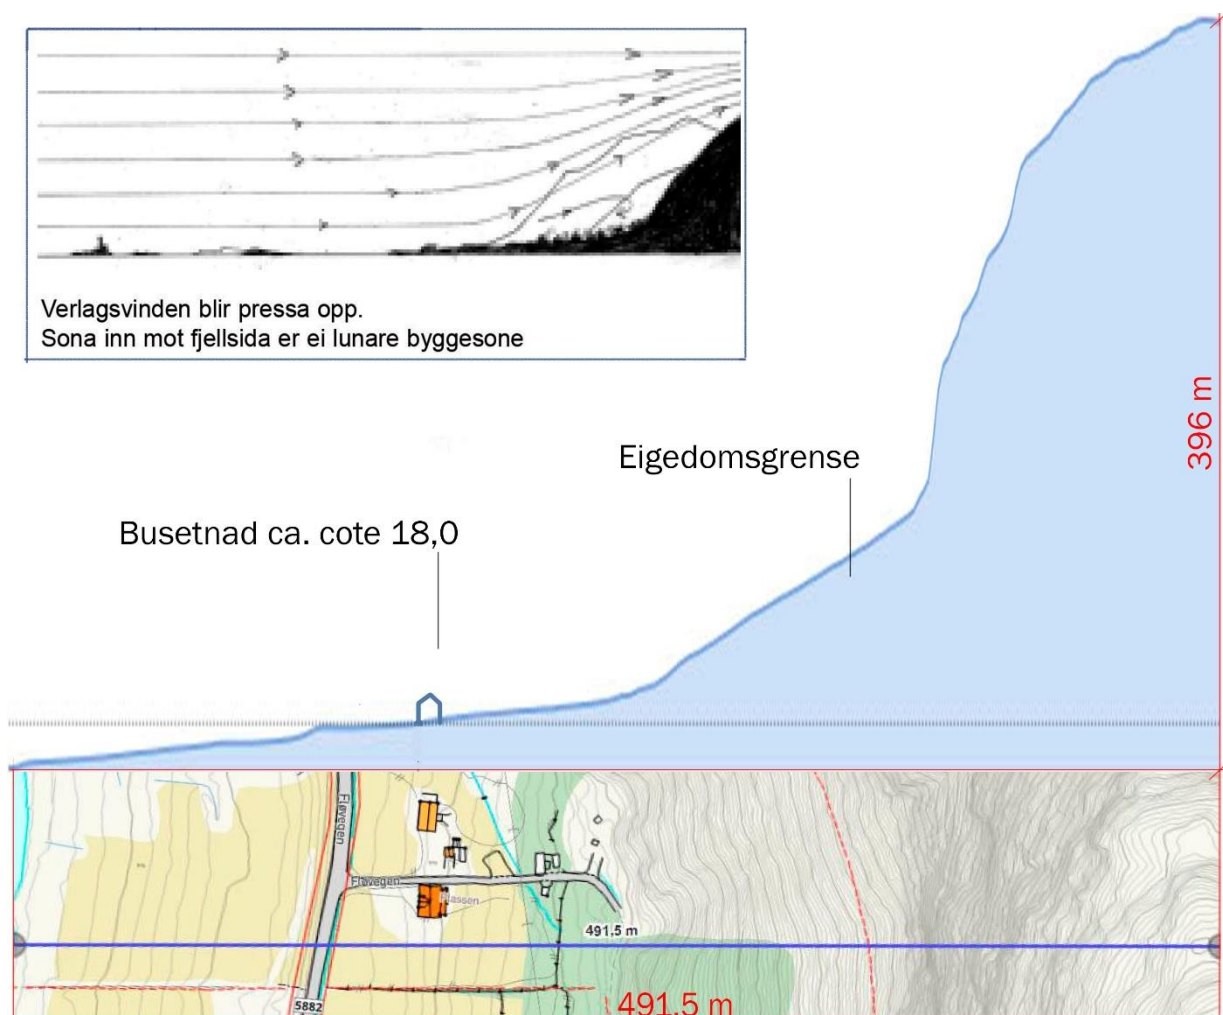 Verlagsvinden blir pressa opp.
Sona inn mot fjellsida er ei lunare byggesone
396 m
Eigedomsgrense
Busetnad ca. cote 18,0
Fløvegen
Fløvegen
Plassen
491,5 m
491,5 m
5882